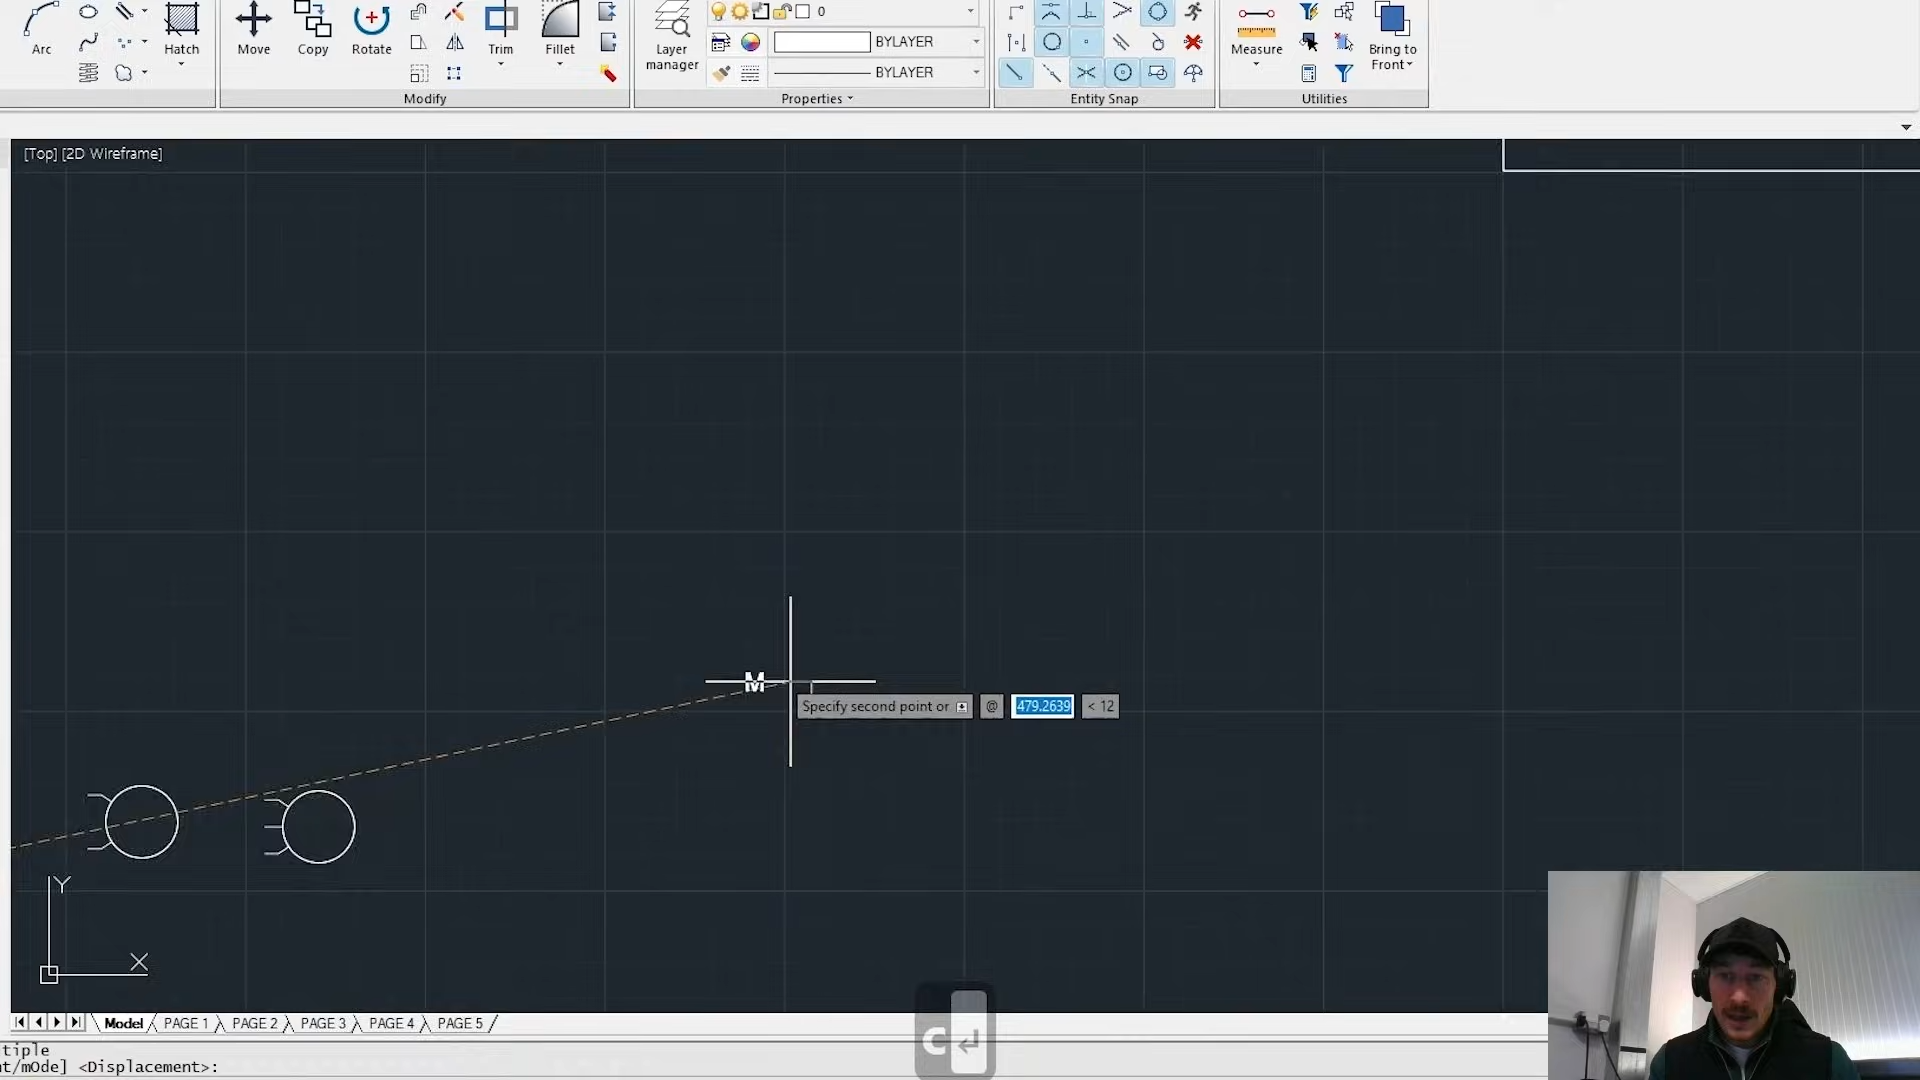 0
Arc Hatch Move Copy Rotate Trim Fillet Layer manager BYLAYER Measure Bring to Front
BYLAYER
Modify Properties Entity Snap Utilities
[Top] [2D Wireframe]
M
Specify second point or @ 479.2639 < 12
Y
X
Model PAGE 1 PAGE 2 PAGE 3 PAGE 4 PAGE 5
C
tiple
nt/mOde] <Displacement>: